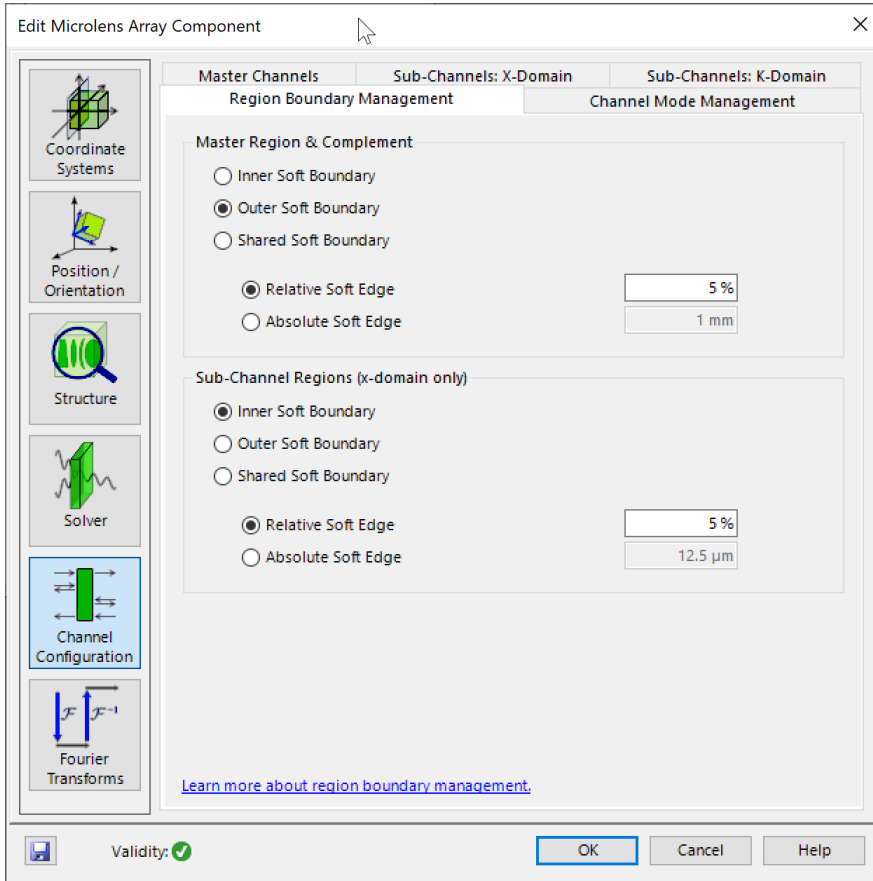 Edit Microlens Array Component
Coordinate
Systems
Position /
Orientation
Structure
Solver
Channel
Configuration
ℱ ℱ⁻¹
Fourier
Transforms
Master Channels Sub-Channels: X-Domain Sub-Channels: K-Domain
Region Boundary Management Channel Mode Management
Master Region & Complement
Inner Soft Boundary
Outer Soft Boundary
Shared Soft Boundary
Relative Soft Edge 5 %
Absolute Soft Edge 1 mm
Sub-Channel Regions (x-domain only)
Inner Soft Boundary
Outer Soft Boundary
Shared Soft Boundary
Relative Soft Edge 5 %
Absolute Soft Edge 12.5 µm
Learn more about region boundary management.
Validity: OK Cancel Help